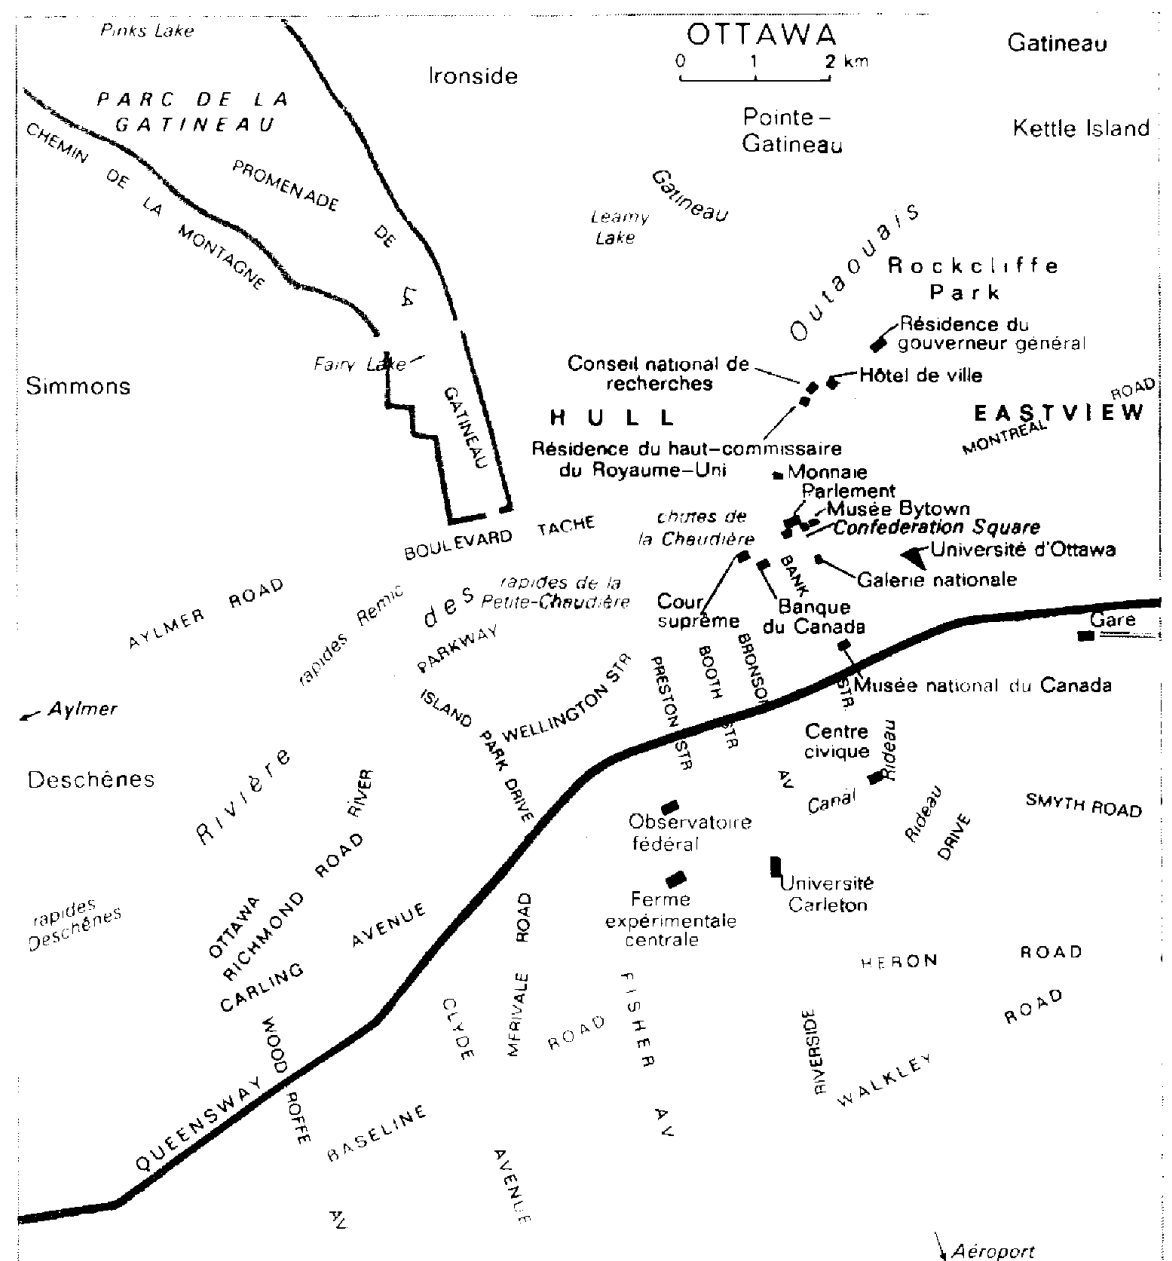 Pinks Lake
OTTAWA
0 1 2 km
Gatineau
Ironside
PARC DE LA
GATINEAU
Pointe-
Gatineau
Kettle Island
CHEMIN DE LA MONTAGNE
PROMENADE DE LA GATINEAU
Gatineau
Leamy
Lake
Outaouais
Rockcliffe
Park
Résidence du
gouverneur général
Fairy Lake
Conseil national de
recherches
Hôtel de ville
Simmons
HULL
EASTVIEW
MONTREAL ROAD
Résidence du haut-commissaire
du Royaume-Uni
Monnaie
Parlement
Musée Bytown
Confederation Square
chutes de
la Chaudière
BOULEVARD TACHE
Université d'Ottawa
BANK
Galerie nationale
AYLMER ROAD
rapides Remic
des
rapides de la
Petite-Chaudière
Cour
suprême
Banque
du Canada
Gare
PARKWAY
PRESTON
BOOTH
BRONSON
STR
Musée national du Canada
Aylmer
ISLAND PARK DRIVE
WELLINGTON STR
STR
STR
Centre
civique
Rideau
Deschênes
Rivière
RIVER
AV
Canal
Rideau
DRIVE
SMYTH ROAD
Observatoire
fédéral
rapides
Deschênes
OTTAWA
RICHMOND ROAD
CARLING AVENUE
ROAD
Ferme
expérimentale
centrale
Université
Carleton
HERON ROAD
WOOD ROFFE
CLYDE
MERIVALE
ROAD
FISHER
RIVERSIDE
WALKLEY ROAD
QUEENSWAY
BASELINE
AV
AVENUE
AV
Aéroport